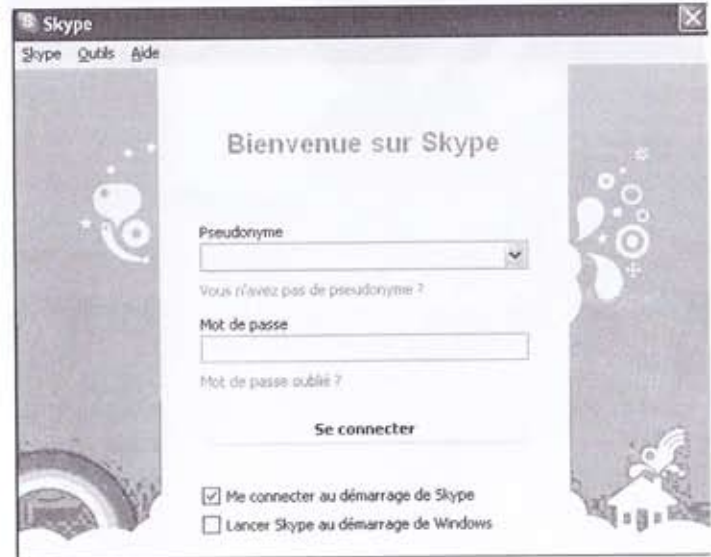 Skype
Skype Outils Aide
Bienvenue sur Skype
Pseudonyme
Vous n'avez pas de pseudonyme ?
Mot de passe
Mot de passe oublié ?
Se connecter
Me connecter au démarrage de Skype
Lancer Skype au démarrage de Windows